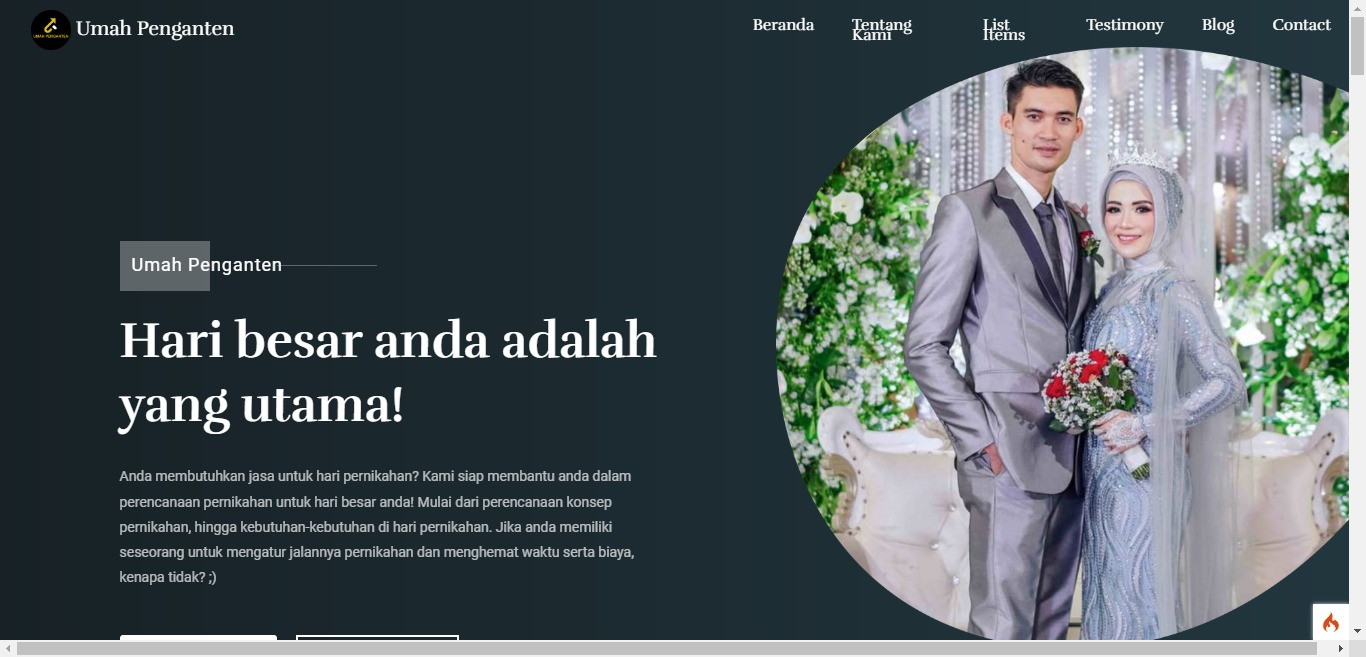 UMAH PENGANTEN
Umah Penganten
Beranda
Tentang
Kami
List
Items
Testimony
Blog
Contact
Umah Penganten
Hari besar anda adalah
yang utama!
Anda membutuhkan jasa untuk hari pernikahan? Kami siap membantu anda dalam
perencanaan pernikahan untuk hari besar anda! Mulai dari perencanaan konsep
pernikahan, hingga kebutuhan-kebutuhan di hari pernikahan. Jika anda memiliki
seseorang untuk mengatur jalannya pernikahan dan menghemat waktu serta biaya,
kenapa tidak? ;)